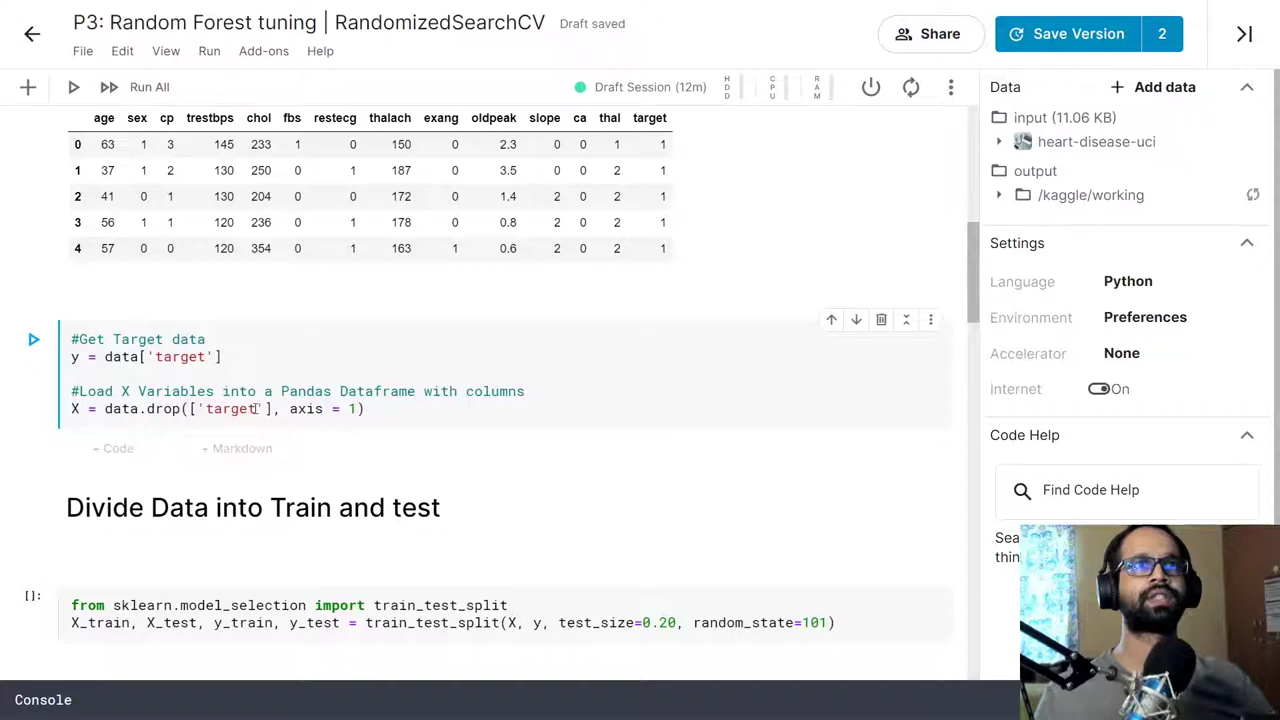 P3: Random Forest tuning | RandomizedSearchCV Draft saved
File Edit View Run Add-ons Help
Share
Save Version 2
Run All
Draft Session (12m)
HDD
CPU
RAM
age sex cp trestbps chol fbs restecg thalach exang oldpeak slope ca thal target
0 63 1 3 145 233 1 0 150 0 2.3 0 0 1 1
1 37 1 2 130 250 0 1 187 0 3.5 0 0 2 1
2 41 0 1 130 204 0 0 172 0 1.4 2 0 2 1
3 56 1 1 120 236 0 1 178 0 0.8 2 0 2 1
4 57 0 0 120 354 0 1 163 1 0.6 2 0 2 1
#Get Target data
y = data['target']
#Load X Variables into a Pandas Dataframe with columns
X = data.drop(['target'], axis = 1)
+ Code + Markdown
Divide Data into Train and test
[]:
from sklearn.model_selection import train_test_split
X_train, X_test, y_train, y_test = train_test_split(X, y, test_size=0.20, random_state=101)
Console
Data
+ Add data
input (11.06 KB)
heart-disease-uci
output
/kaggle/working
Settings
Language Python
Environment Preferences
Accelerator None
Internet On
Code Help
Find Code Help